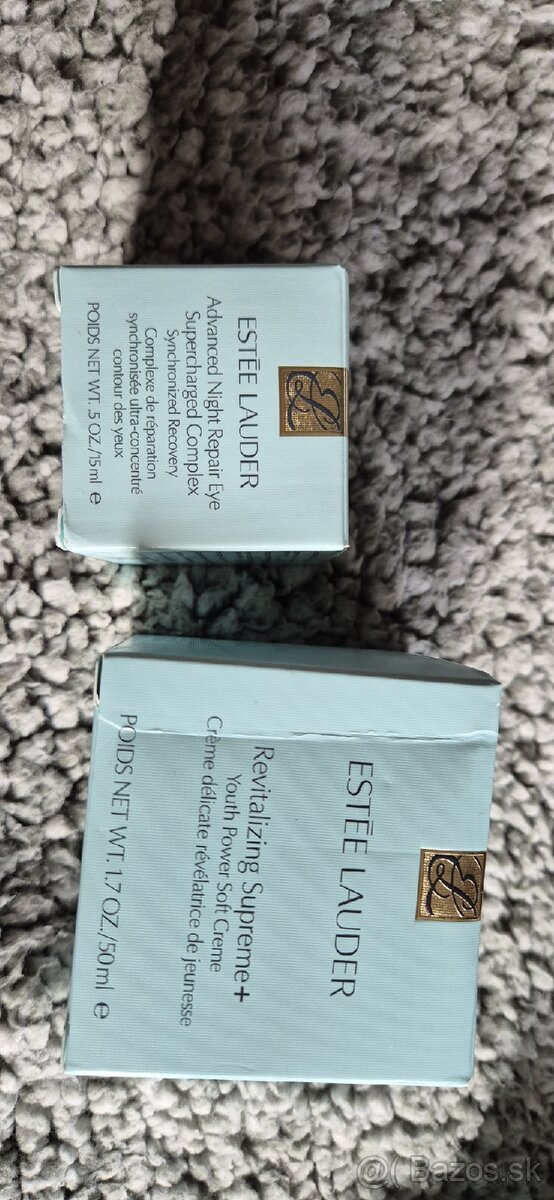 ESTĒE LAUDER
Advanced Night Repair Eye
Supercharged Complex
Synchronized Recovery
Complexe de réparation
synchronisée ultra-concentré
contour des yeux
POIDS NET WT. .5 OZ./15ml e
ESTĒE LAUDER
Revitalizing Supreme+
Youth Power Soft Creme
Crème délicate révélatrice de jeunesse
POIDS NET WT. 1.7 OZ./50ml e
@( Bazos.sk